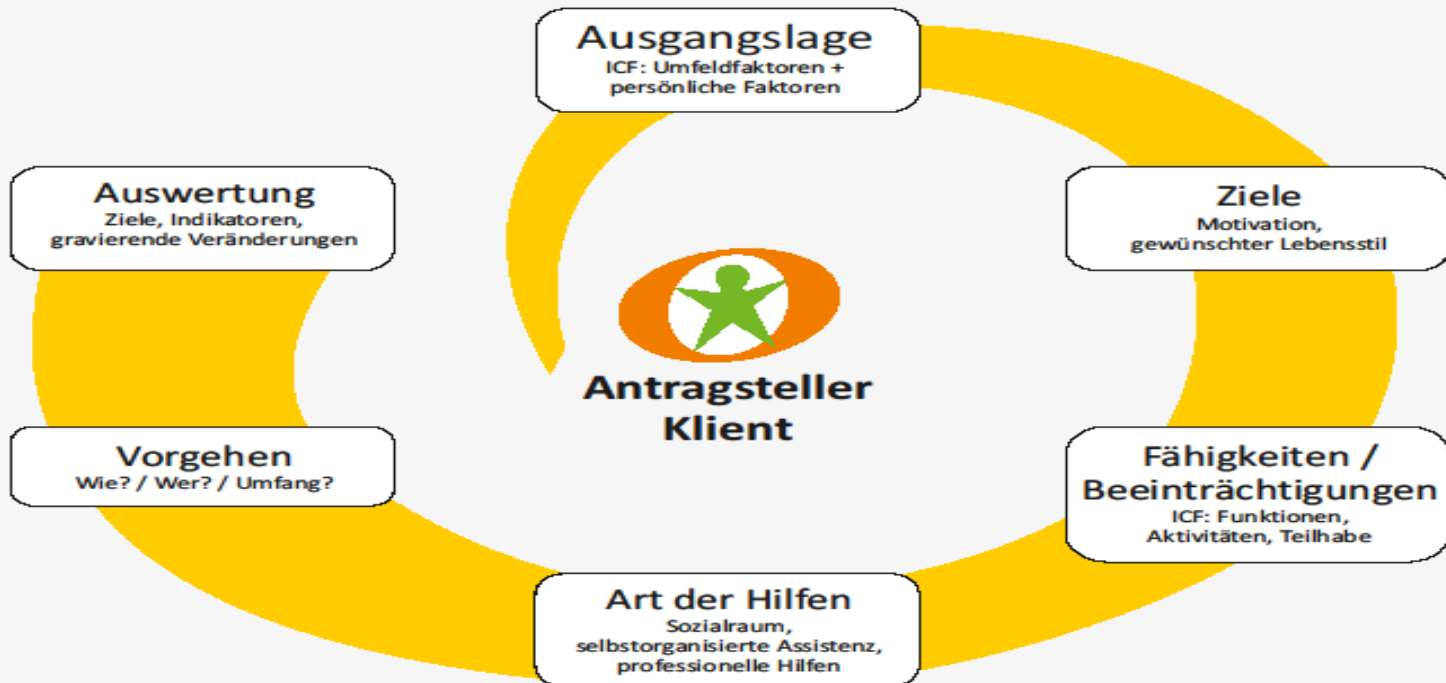 Ausgangslage
ICF: Umfeldfaktoren +
persönliche Faktoren
Ziele
Motivation,
gewünschter Lebensstil
Fähigkeiten /
Beeinträchtigungen
ICF: Funktionen,
Aktivitäten, Teilhabe
Art der Hilfen
Sozialraum,
selbstorganisierte Assistenz,
professionelle Hilfen
Vorgehen
Wie? / Wer? / Umfang?
Auswertung
Ziele, Indikatoren,
gravierende Veränderungen
Antragsteller
Klient